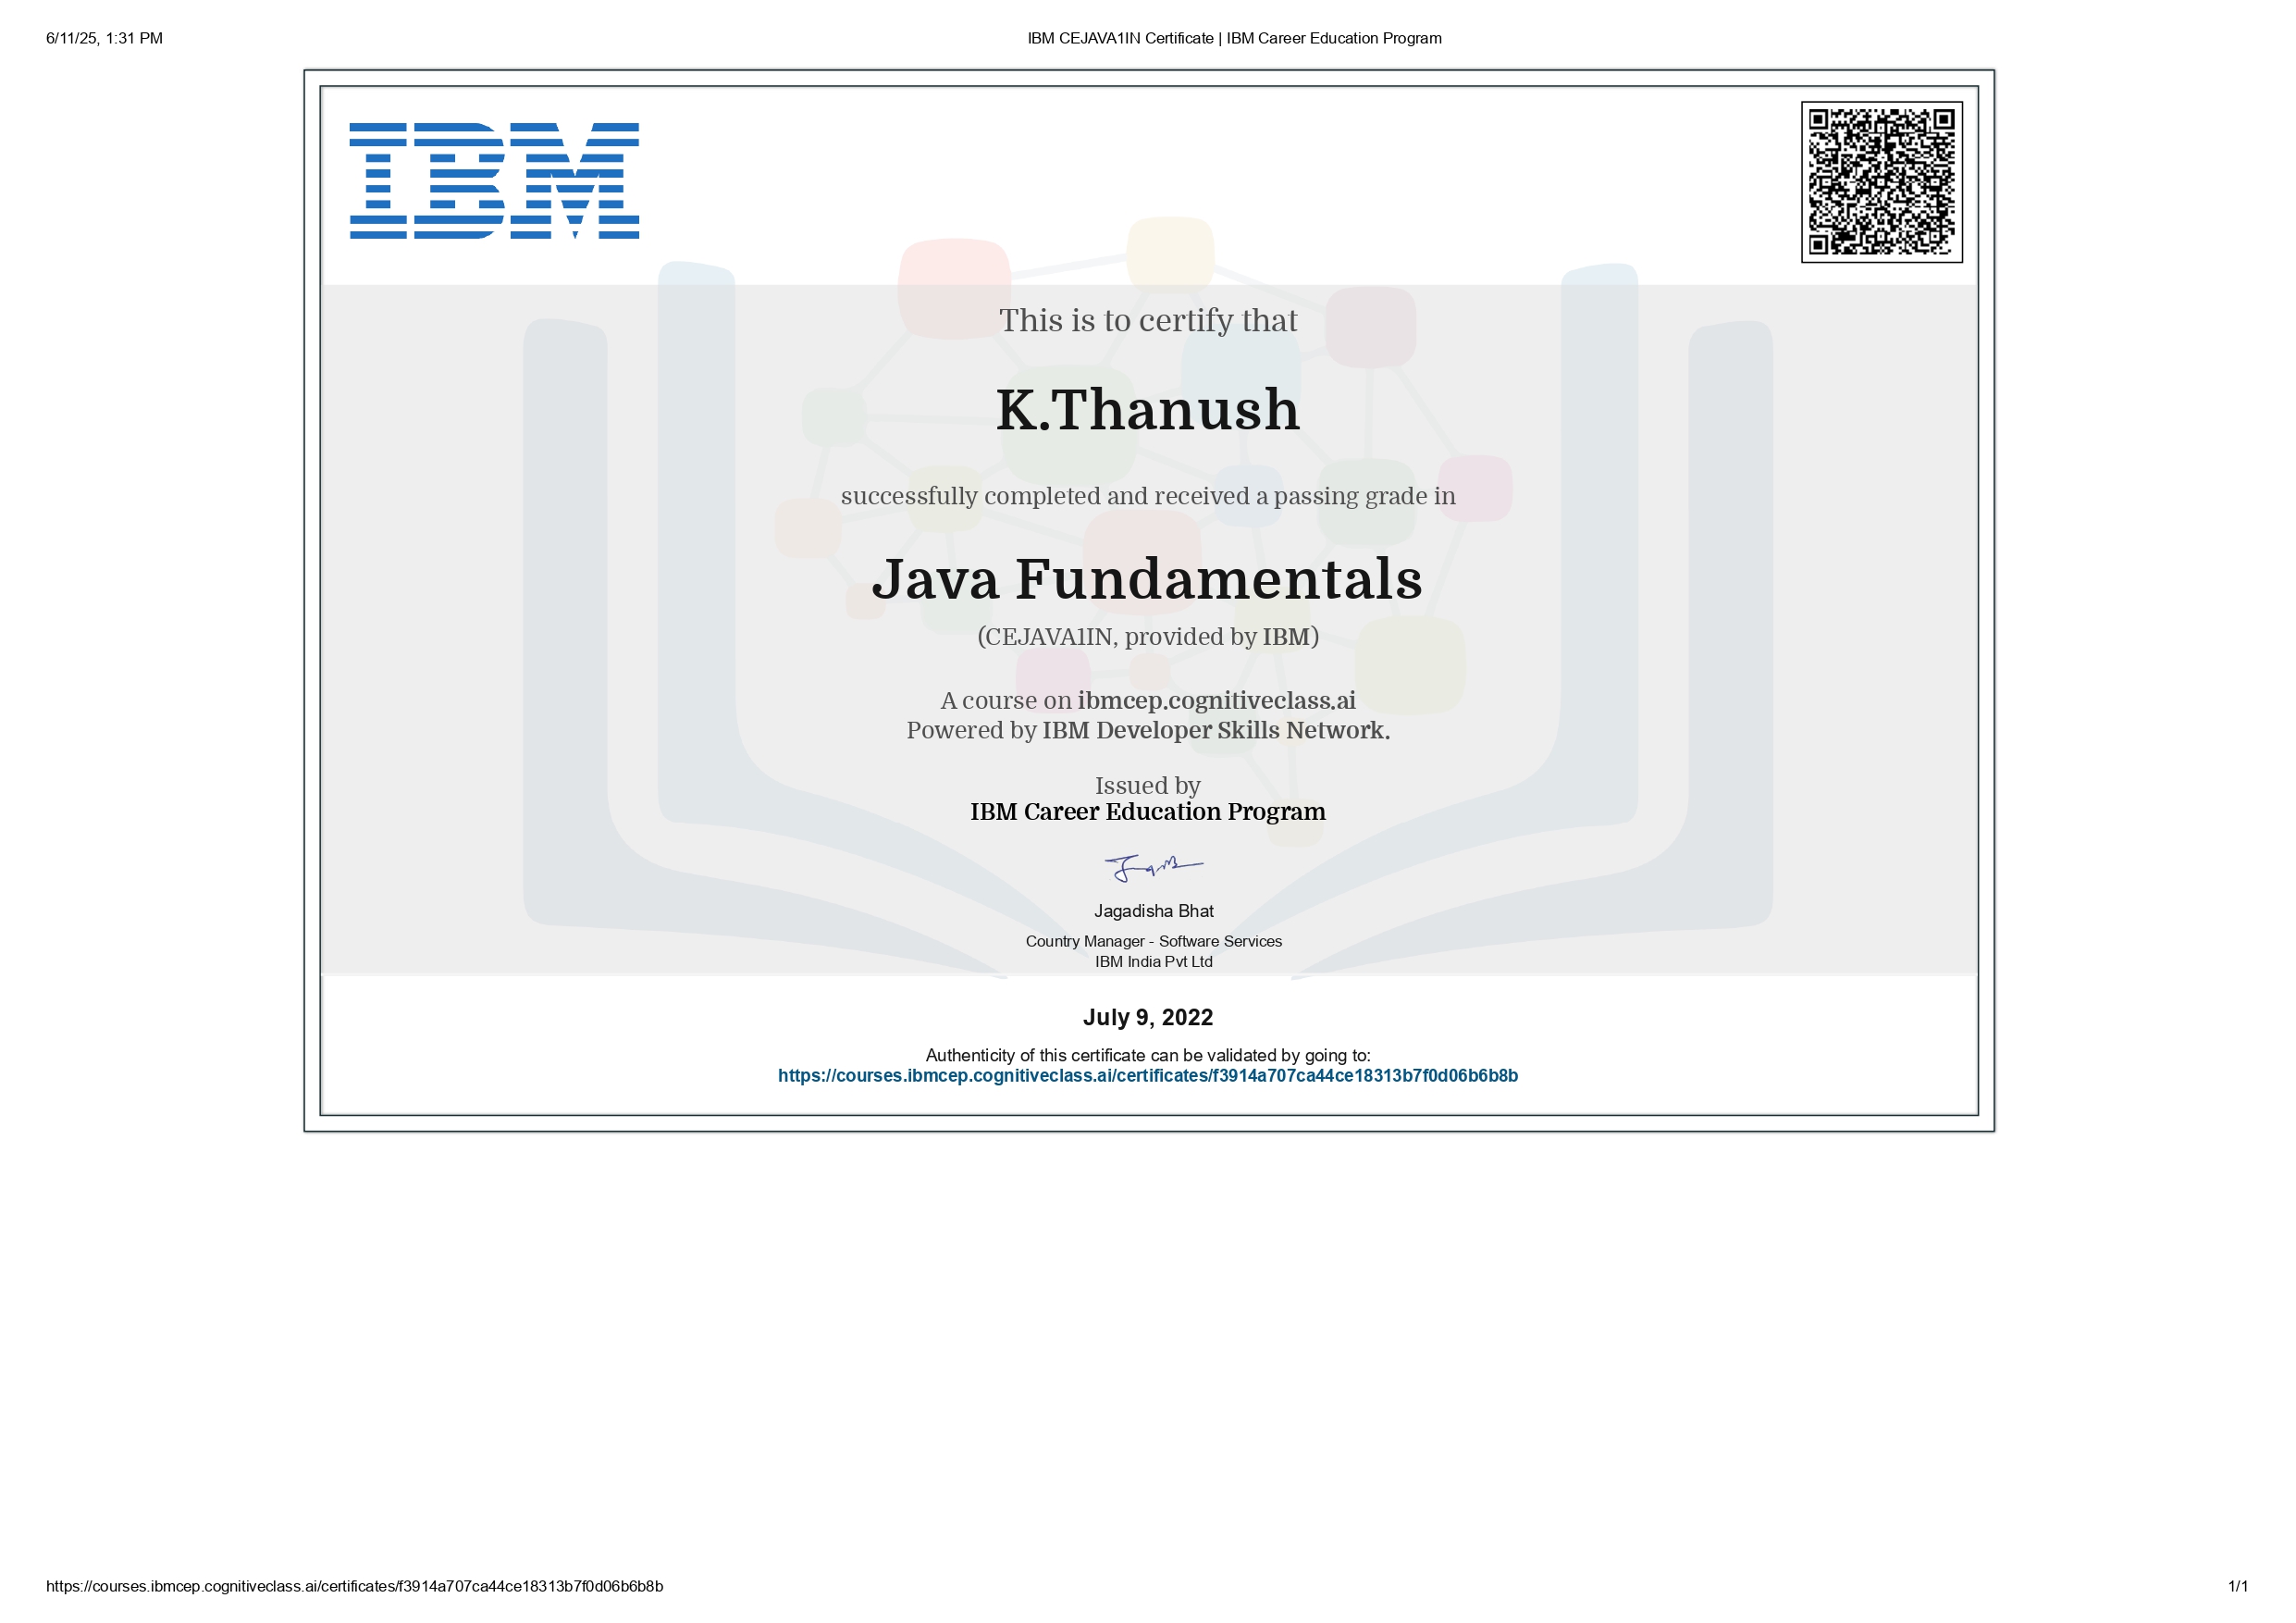 6/11/25, 1:31 PM
IBM CEJAVA1IN Certificate | IBM Career Education Program
IBM
This is to certify that
K.Thanush
successfully completed and received a passing grade in
Java Fundamentals
(CEJAVA1IN, provided by IBM)
A course on ibmcep.cognitiveclass.ai
Powered by IBM Developer Skills Network.
Issued by
IBM Career Education Program
Jagadisha Bhat
Country Manager - Software Services
IBM India Pvt Ltd
July 9, 2022
Authenticity of this certificate can be validated by going to:
https://courses.ibmcep.cognitiveclass.ai/certificates/f3914a707ca44ce18313b7f0d06b6b8b
https://courses.ibmcep.cognitiveclass.ai/certificates/f3914a707ca44ce18313b7f0d06b6b8b
1/1